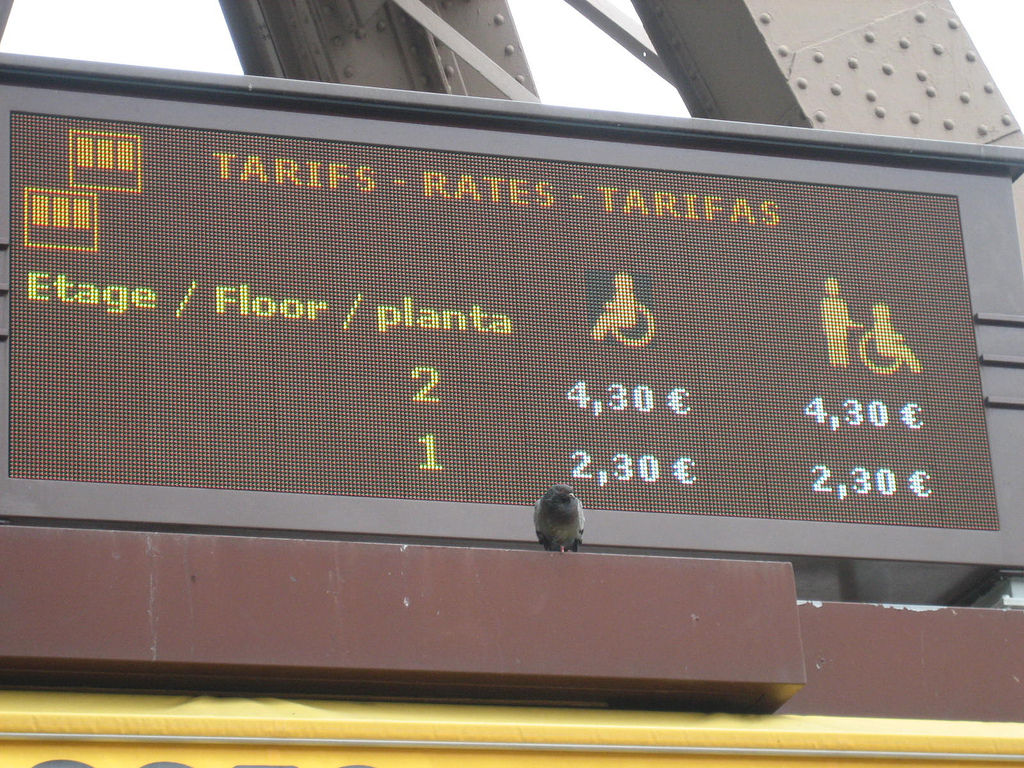 TARIFS - RATES - TARIFAS
Etage / Floor / planta
2 4,30 € 4,30 €
1 2,30 € 2,30 €